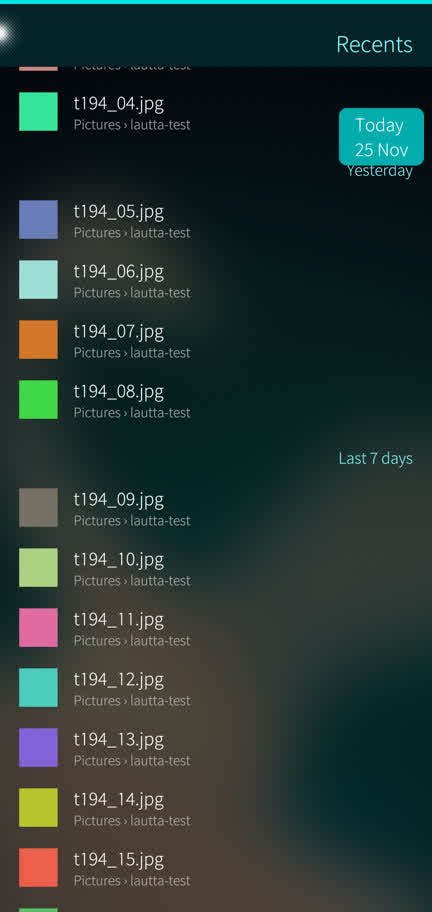 Recents
Pictures › lautta-test
t194_04.jpg
Pictures › lautta-test
Today
25 Nov
Yesterday
t194_05.jpg
Pictures › lautta-test
t194_06.jpg
Pictures › lautta-test
t194_07.jpg
Pictures › lautta-test
t194_08.jpg
Pictures › lautta-test
Last 7 days
t194_09.jpg
Pictures › lautta-test
t194_10.jpg
Pictures › lautta-test
t194_11.jpg
Pictures › lautta-test
t194_12.jpg
Pictures › lautta-test
t194_13.jpg
Pictures › lautta-test
t194_14.jpg
Pictures › lautta-test
t194_15.jpg
Pictures › lautta-test